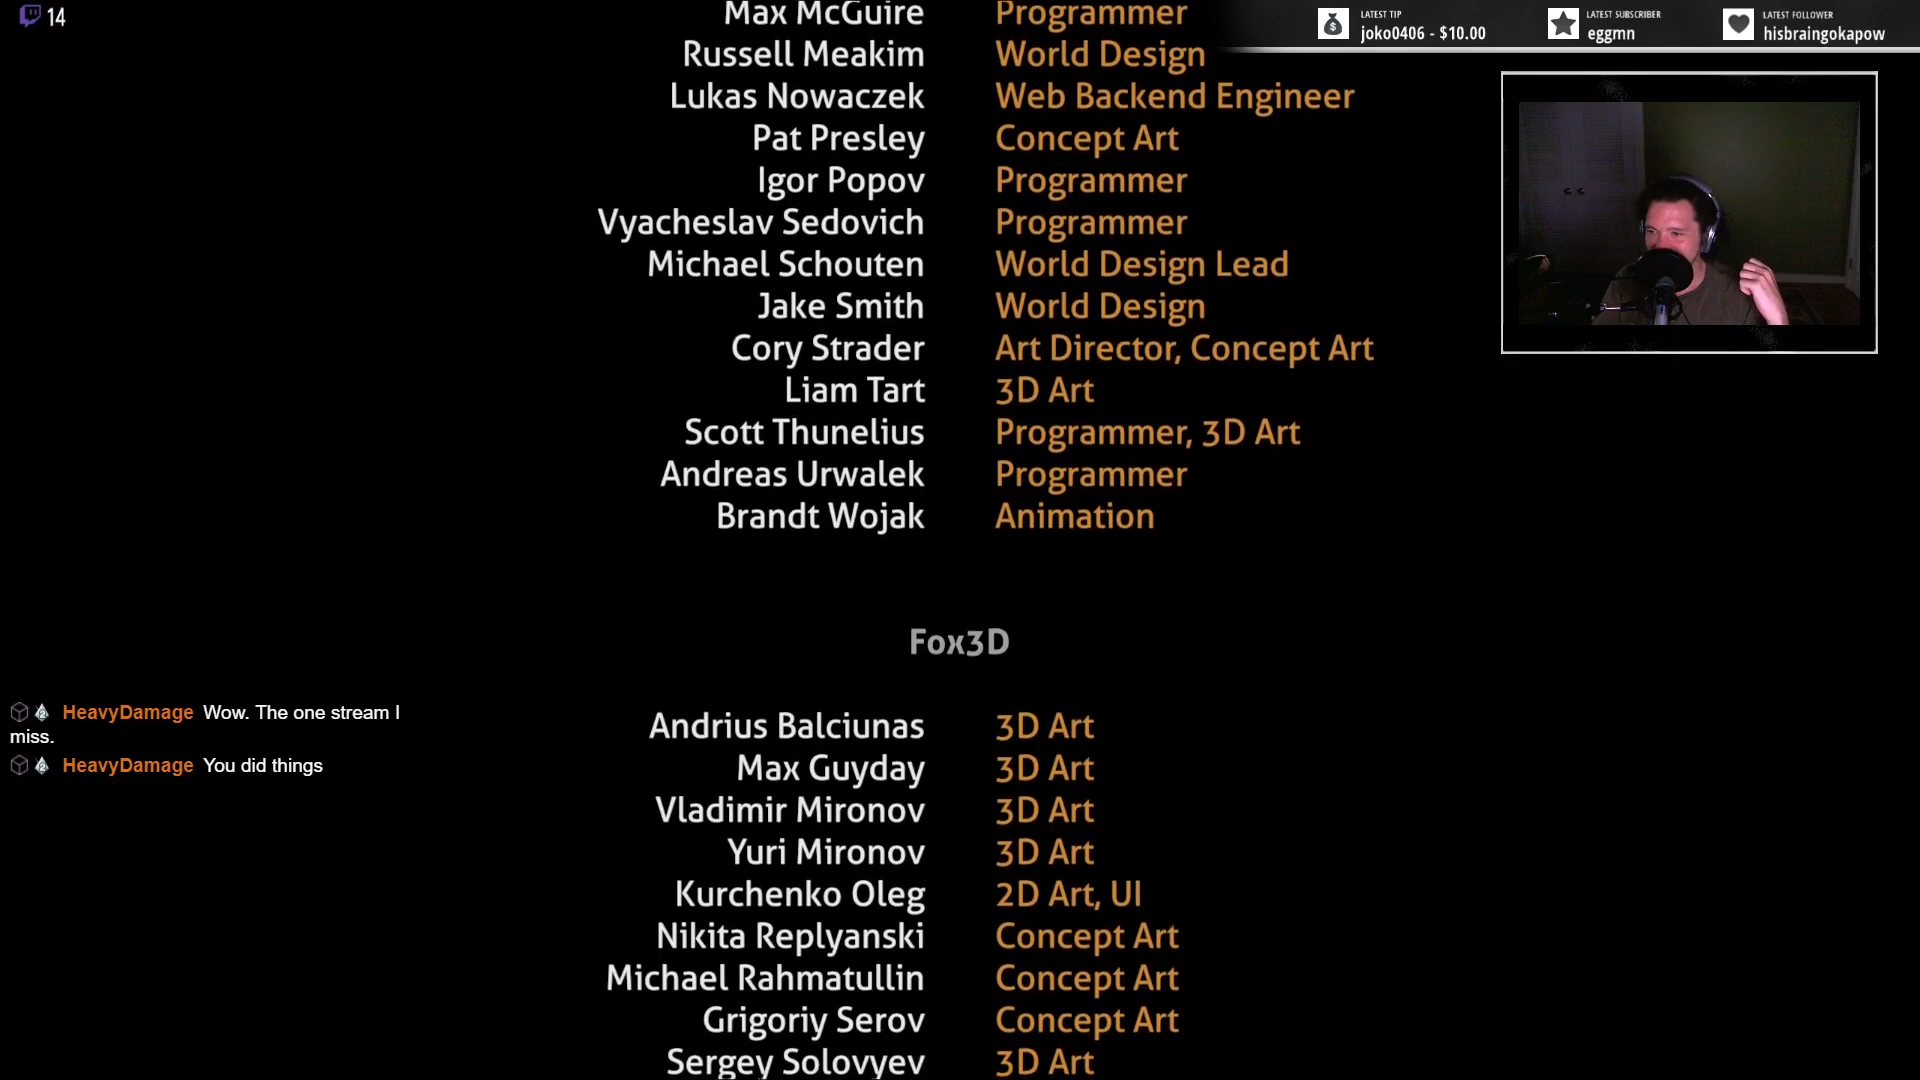 14
LATEST TIP
joko0406 - $10.00
LATEST SUBSCRIBER
eggmn
LATEST FOLLOWER
hisbraingokapow
Max McGuire Programmer
Russell Meakim World Design
Lukas Nowaczek Web Backend Engineer
Pat Presley Concept Art
Igor Popov Programmer
Vyacheslav Sedovich Programmer
Michael Schouten World Design Lead
Jake Smith World Design
Cory Strader Art Director, Concept Art
Liam Tart 3D Art
Scott Thunelius Programmer, 3D Art
Andreas Urwalek Programmer
Brandt Wojak Animation
Fox3D
HeavyDamage Wow. The one stream I
miss.
HeavyDamage You did things
Andrius Balciunas 3D Art
Max Guyday 3D Art
Vladimir Mironov 3D Art
Yuri Mironov 3D Art
Kurchenko Oleg 2D Art, UI
Nikita Replyanski Concept Art
Michael Rahmatullin Concept Art
Grigoriy Serov Concept Art
Sergey Solovyev 3D Art